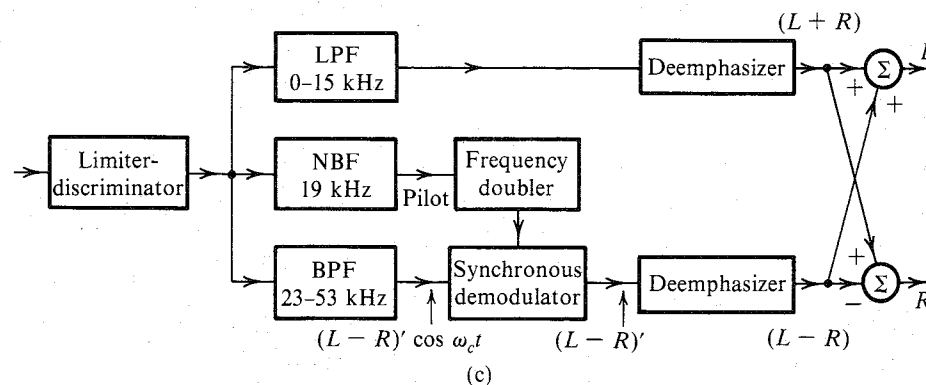 (L + R)
LPF
0–15 kHz
Deemphasizer
Σ
+
+
Limiter-
discriminator
NBF
19 kHz
Pilot
Frequency
doubler
BPF
23–53 kHz
Synchronous
demodulator
Deemphasizer
+
Σ
−
R
(L − R)′ cos ω_c t
(L − R)′
(L − R)
(c)